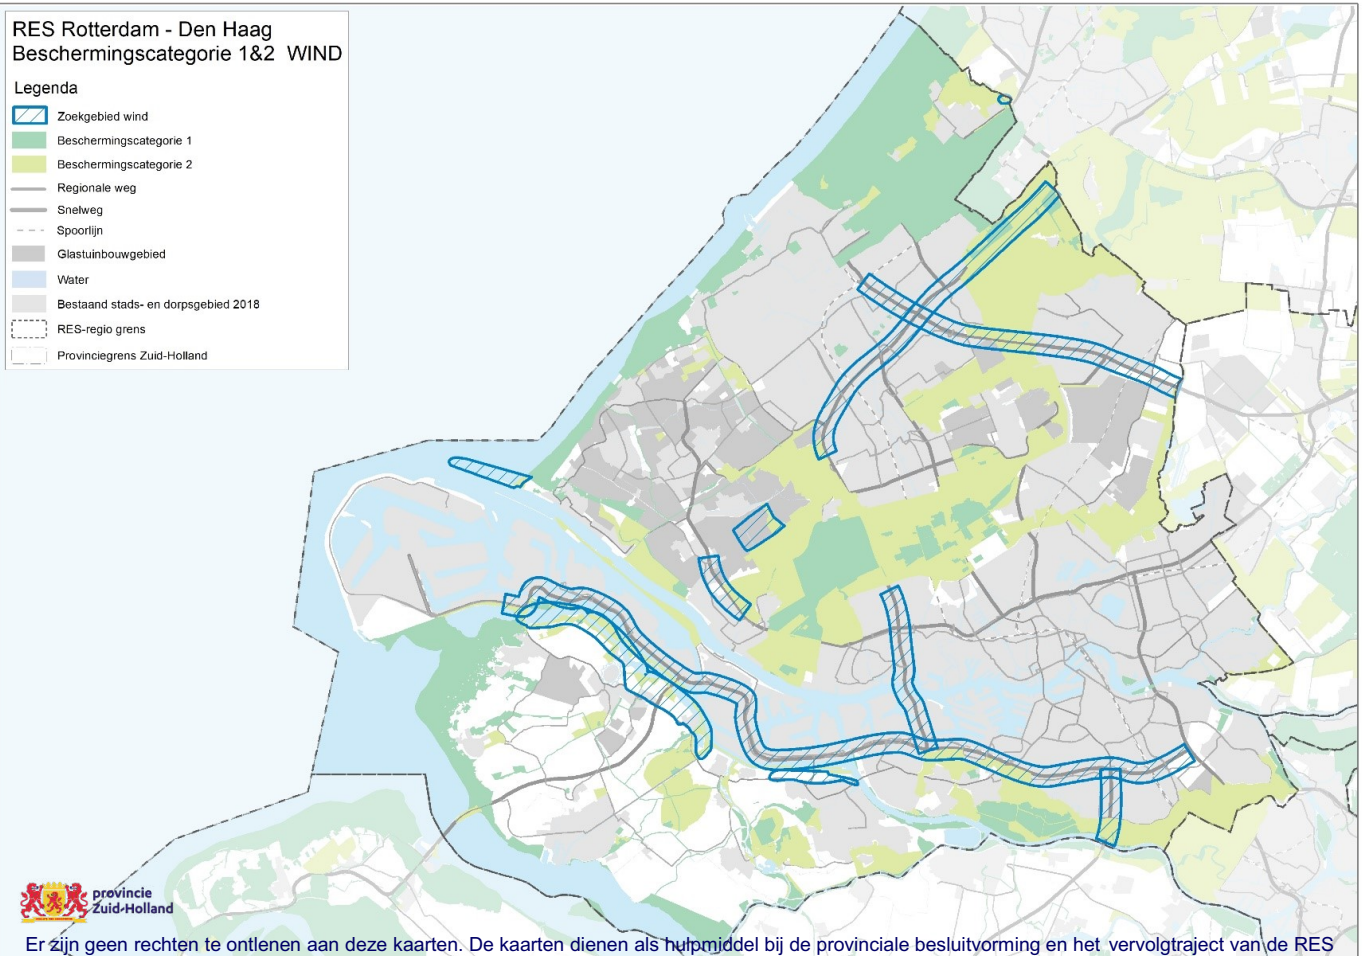 RES Rotterdam - Den Haag
Beschermingscategorie 1&2 WIND
Legenda
Zoekgebied wind
Beschermingscategorie 1
Beschermingscategorie 2
Regionale weg
Snelweg
Spoorlijn
Glastuinbouwgebied
Water
Bestaand stads- en dorpsgebied 2018
RES-regio grens
Provinciegrens Zuid-Holland
provincie
Zuid-Holland
Er zijn geen rechten te ontlenen aan deze kaarten. De kaarten dienen als hulpmiddel bij de provinciale besluitvorming en het vervolgtraject van de RES